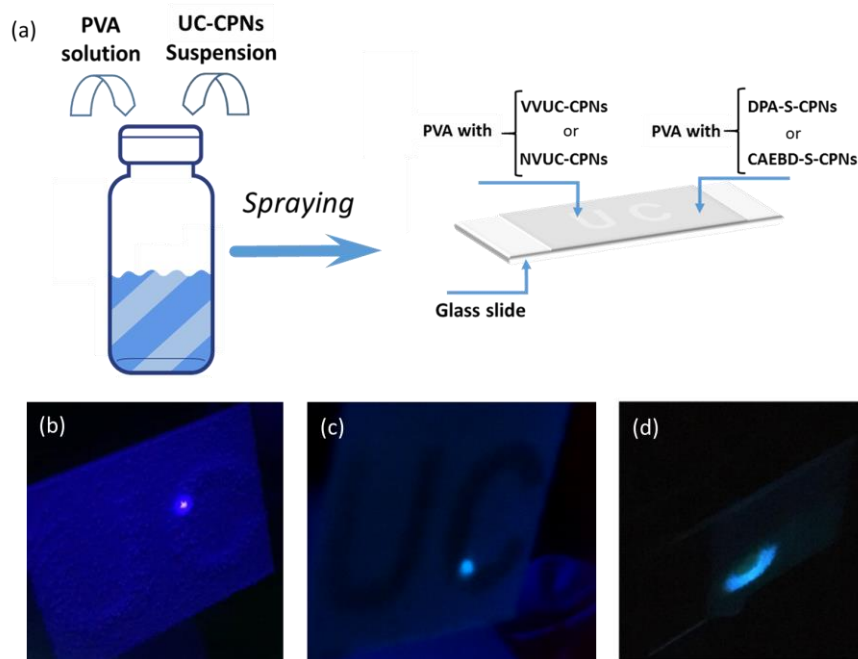 (a)
PVA
solution
UC-CPNs
Suspension
Spraying
PVA with
VVUC-CPNs
or
NVUC-CPNs
PVA with
DPA-S-CPNs
or
CAEBD-S-CPNs
UC
Glass slide
(b)
(c)
UC
(d)